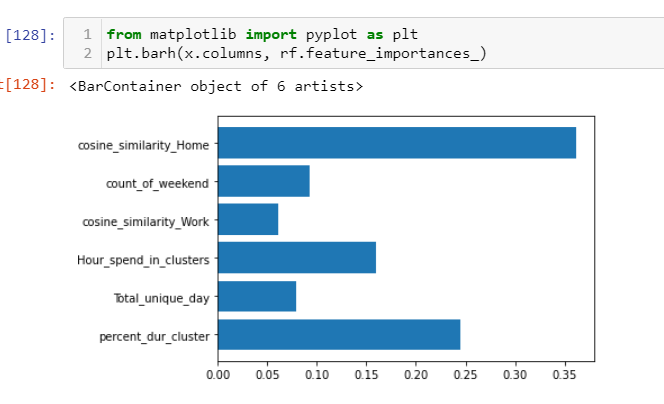 [128]:
1 from matplotlib import pyplot as plt
2 plt.barh(x.columns, rf.feature_importances_)
t[128]: <BarContainer object of 6 artists>
cosine_similarity_Home
count_of_weekend
cosine_similarity_Work
Hour_spend_in_clusters
Total_unique_day
percent_dur_cluster
0.00 0.05 0.10 0.15 0.20 0.25 0.30 0.35